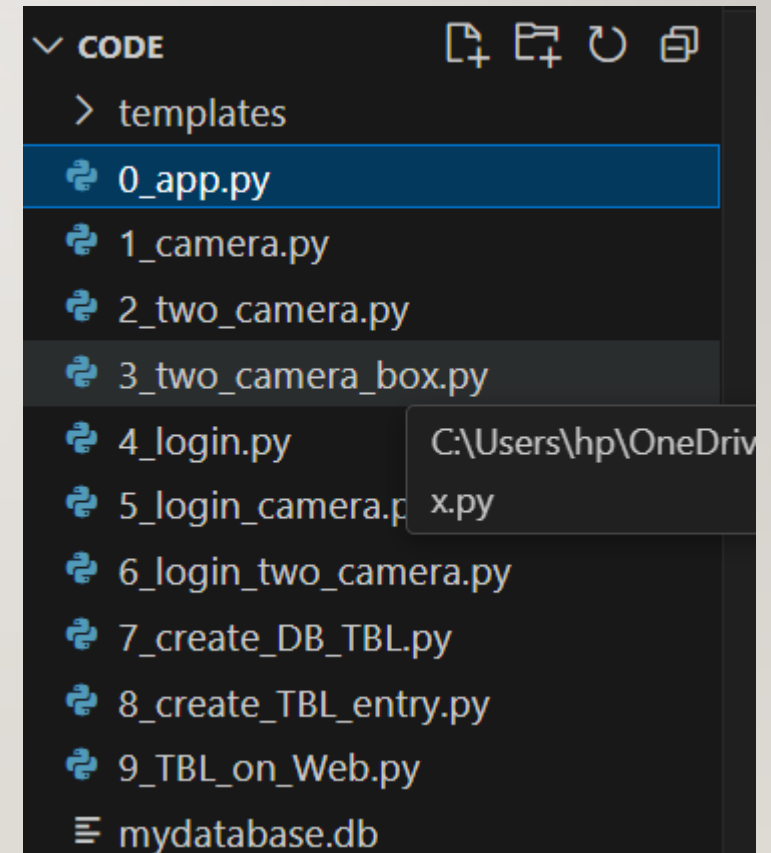 CODE
templates
0_app.py
1_camera.py
2_two_camera.py
3_two_camera_box.py
4_login.py
C:\Users\hp\OneDriv
5_login_camera.p
x.py
6_login_two_camera.py
7_create_DB_TBL.py
8_create_TBL_entry.py
9_TBL_on_Web.py
mydatabase.db